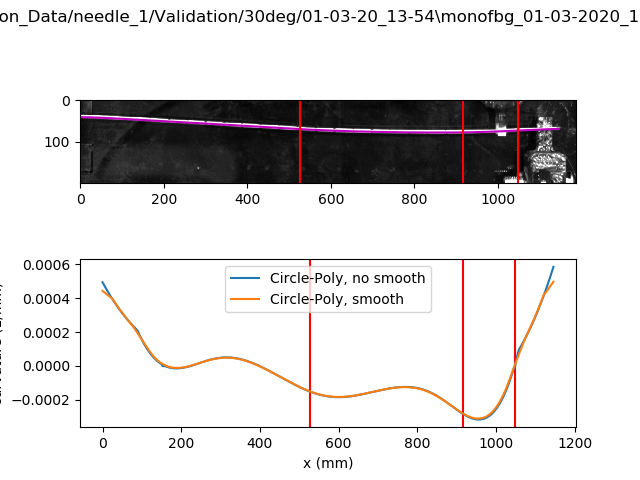 on_Data/needle_1/Validation/30deg/01-03-20_13-54\monofbg_01-03-2020_1
0
100
0 200 400 600 800 1000
0.0006
0.0004
0.0002
0.0000
−0.0002
Circle-Poly, no smooth
Circle-Poly, smooth
0 200 400 600 800 1000 1200
x (mm)